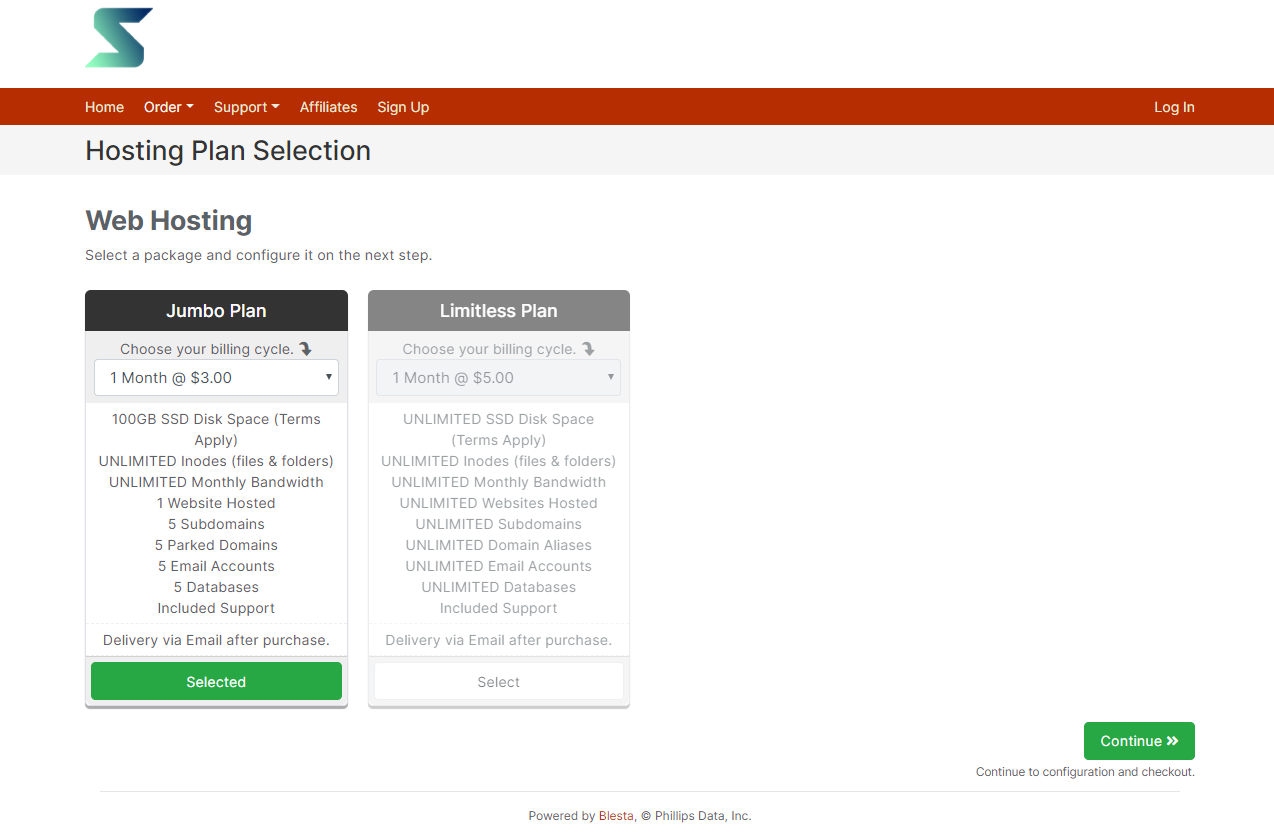 Home Order Support Affiliates Sign Up Log In
Hosting Plan Selection
Web Hosting
Select a package and configure it on the next step.
Jumbo Plan
Choose your billing cycle.
1 Month @ $3.00
100GB SSD Disk Space (Terms
Apply)
UNLIMITED Inodes (files & folders)
UNLIMITED Monthly Bandwidth
1 Website Hosted
5 Subdomains
5 Parked Domains
5 Email Accounts
5 Databases
Included Support
Delivery via Email after purchase.
Selected
Limitless Plan
Choose your billing cycle.
1 Month @ $5.00
UNLIMITED SSD Disk Space
(Terms Apply)
UNLIMITED Inodes (files & folders)
UNLIMITED Monthly Bandwidth
UNLIMITED Websites Hosted
UNLIMITED Subdomains
UNLIMITED Domain Aliases
UNLIMITED Email Accounts
UNLIMITED Databases
Included Support
Delivery via Email after purchase.
Select
Continue »
Continue to configuration and checkout.
Powered by Blesta, © Phillips Data, Inc.